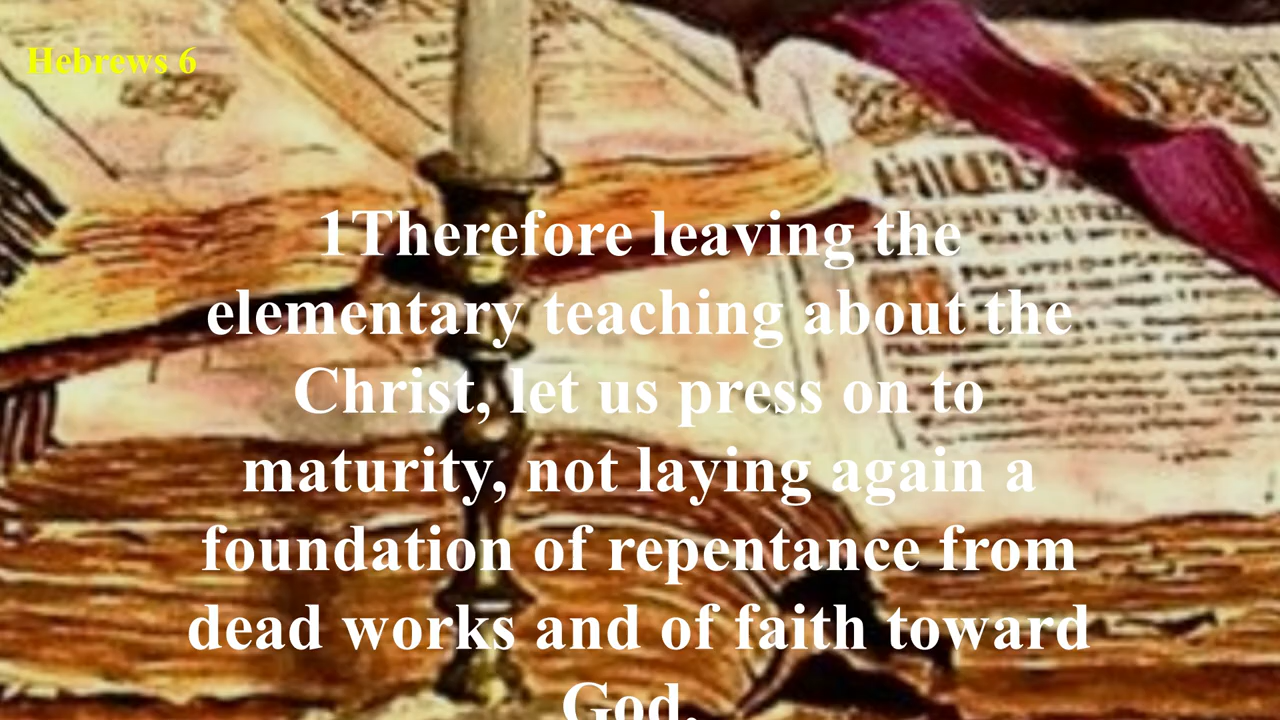 Hebrews 6
1Therefore leaving the
elementary teaching about the
Christ, let us press on to
maturity, not laying again a
foundation of repentance from
dead works and of faith toward
God,